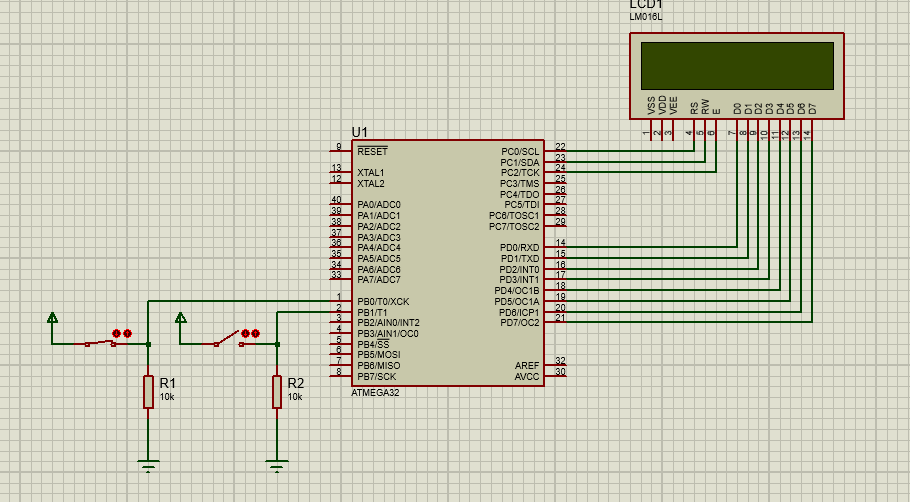 LCD1
LM016L
VSS
VDD
VEE
RS
RW
E
D0
D1
D2
D3
D4
D5
D6
D7
1
2
3
4
5
6
7
8
9
10
11
12
13
14
U1
9 RESET
13 XTAL1
12 XTAL2
40 PA0/ADC0
39 PA1/ADC1
38 PA2/ADC2
37 PA3/ADC3
36 PA4/ADC4
35 PA5/ADC5
34 PA6/ADC6
33 PA7/ADC7
1 PB0/T0/XCK
2 PB1/T1
3 PB2/AIN0/INT2
4 PB3/AIN1/OC0
5 PB4/SS
6 PB5/MOSI
7 PB6/MISO
8 PB7/SCK
PC0/SCL 22
PC1/SDA 23
PC2/TCK 24
PC3/TMS 25
PC4/TDO 26
PC5/TDI 27
PC6/TOSC1 28
PC7/TOSC2 29
PD0/RXD 14
PD1/TXD 15
PD2/INT0 16
PD3/INT1 17
PD4/OC1B 18
PD5/OC1A 19
PD6/ICP1 20
PD7/OC2 21
AREF 32
AVCC 30
ATMEGA32
R1
10k
R2
10k